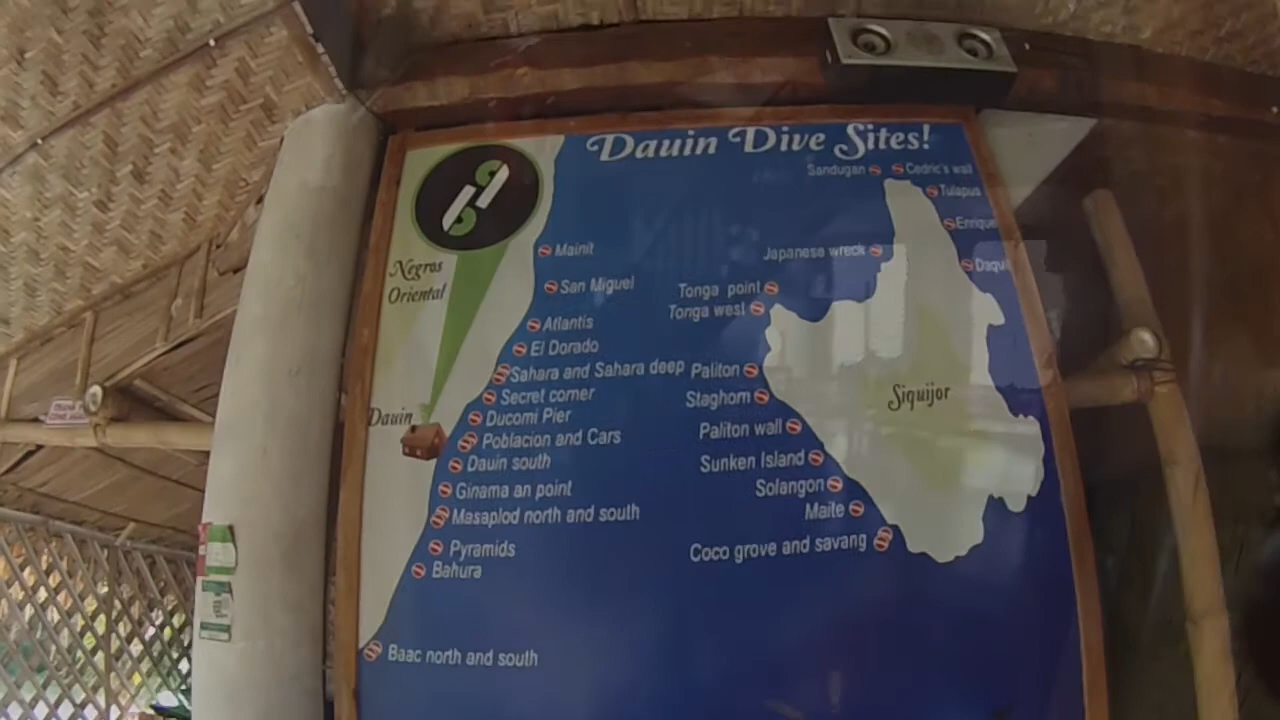 Dauin Dive Sites!
Sandugan
Cedric's wall
Tulapus
Enrique
Mainit
Japanese wreck
Daqui
Negros
Oriental
San Miguel
Tonga point
Tonga west
Atlantis
El Dorado
Sahara and Sahara deep
Paliton
Secret corner
Staghorn
Siquijor
Dauin
Ducomi Pier
Poblacion and Cars
Paliton wall
Dauin south
Sunken Island
Ginama an point
Solangon
Masaplod north and south
Maite
Pyramids
Coco grove and savang
Bahura
Baac north and south